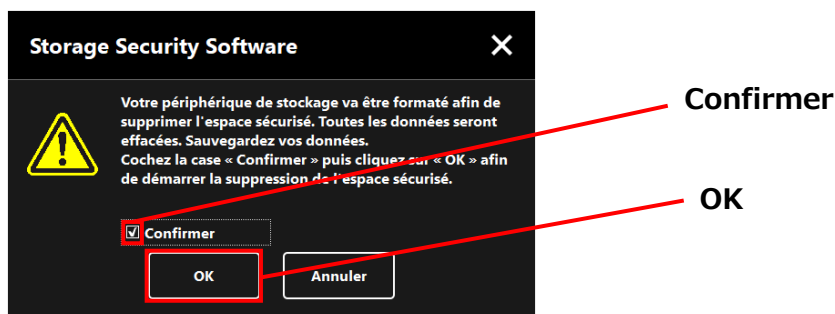 Storage Security Software
Votre périphérique de stockage va être formaté afin de
supprimer l'espace sécurisé. Toutes les données seront
effacées. Sauvegardez vos données.
Cochez la case « Confirmer » puis cliquez sur « OK » afin
de démarrer la suppression de l'espace sécurisé.
Confirmer
OK
Annuler
Confirmer
OK